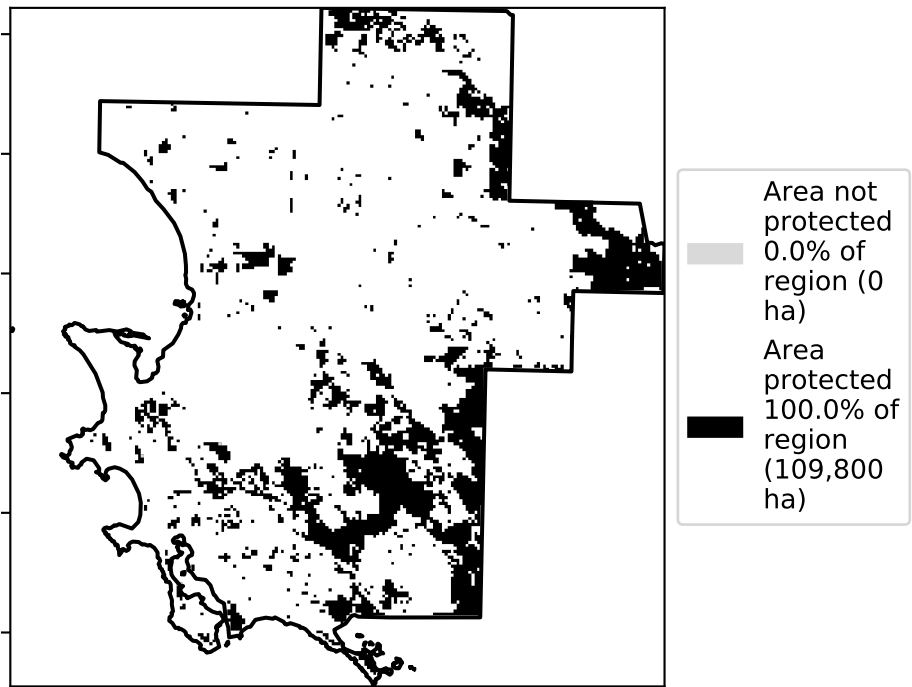 Area not
protected
0.0% of
region (0
ha)
Area
protected
100.0% of
region
(109,800
ha)